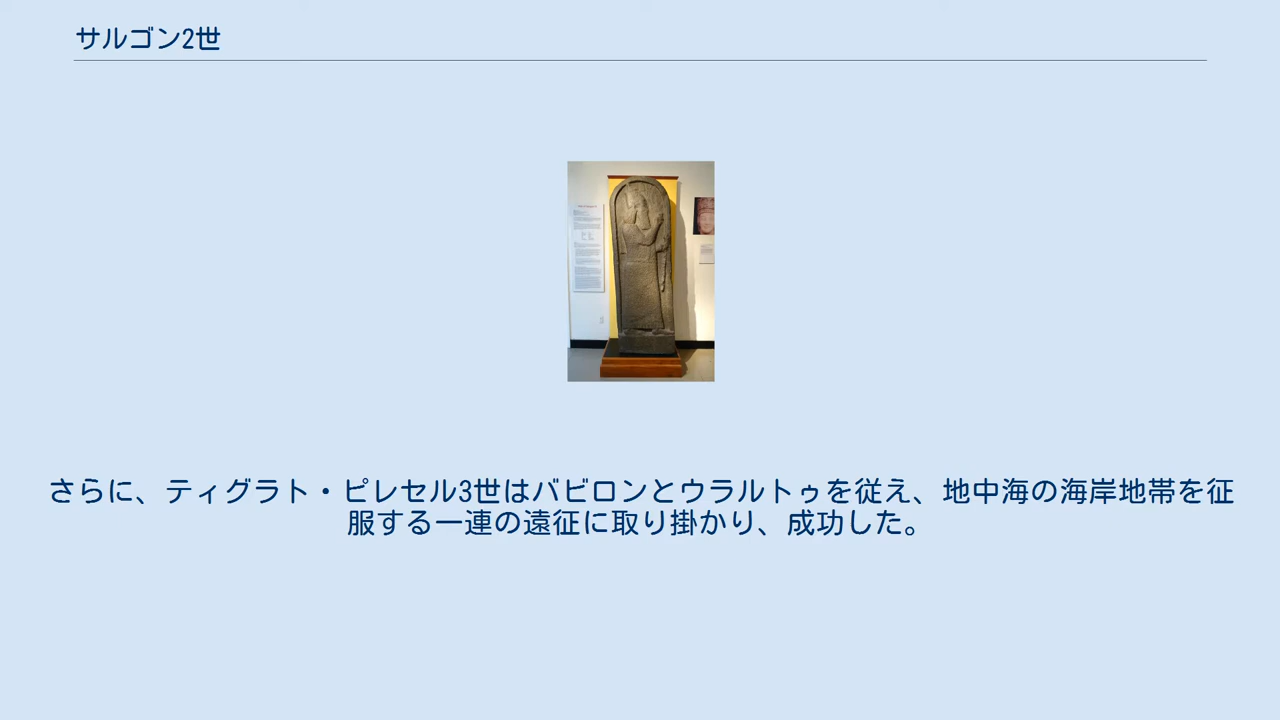 サルゴン2世
さらに、ティグラト・ピレセル3世はバビロンとウラルトゥを従え、地中海の海岸地帯を征
服する一連の遠征に取り掛かり、成功した。